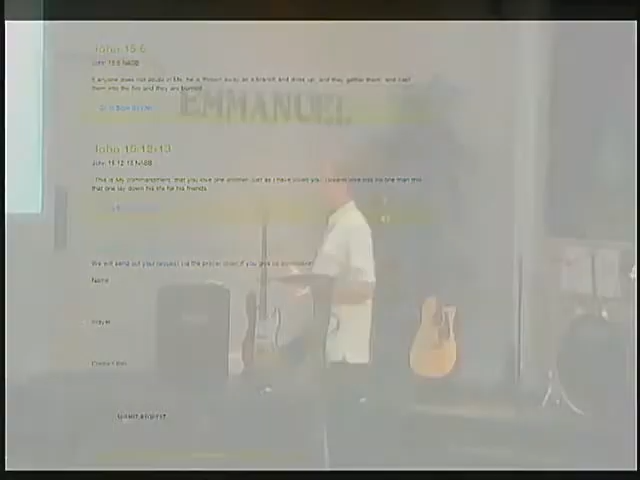 John 15:6
John 15:6 NASB
If anyone does not abide in Me, he is thrown away as a branch and dries up; and they gather them, and cast
them into the fire and they are burned.
EMMANUEL
John 15:12-13
John 15:12-13 NASB
"This is My commandment, that you love one another, just as I have loved you. Greater love has no one than this,
that one lay down his life for his friends.
We will send out your request via the prayer chain if you give us permission
Name
Prayer
SUBMIT REQUEST